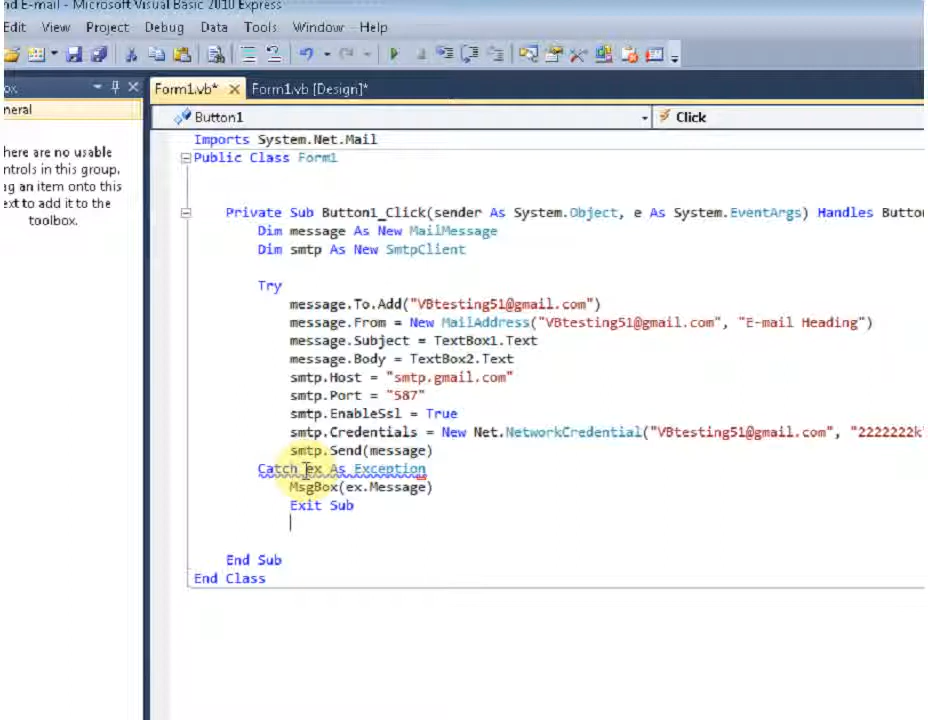 nd E-mail - Microsoft Visual Basic 2010 Express
Edit View Project Debug Data Tools Window Help
ox
Form1.vb* Form1.vb [Design]*
neral
Button1 Click
here are no usable
ntrols in this group.
ag an item onto this
ext to add it to the
toolbox.
Imports System.Net.Mail
Public Class Form1
Private Sub Button1_Click(sender As System.Object, e As System.EventArgs) Handles Button
Dim message As New MailMessage
Dim smtp As New SmtpClient
Try
message.To.Add("VBtesting51@gmail.com")
message.From = New MailAddress("VBtesting51@gmail.com", "E-mail Heading")
message.Subject = TextBox1.Text
message.Body = TextBox2.Text
smtp.Host = "smtp.gmail.com"
smtp.Port = "587"
smtp.EnableSsl = True
smtp.Credentials = New Net.NetworkCredential("VBtesting51@gmail.com", "2222222k"
smtp.Send(message)
Catch ex As Exception
MsgBox(ex.Message)
Exit Sub
End Sub
End Class